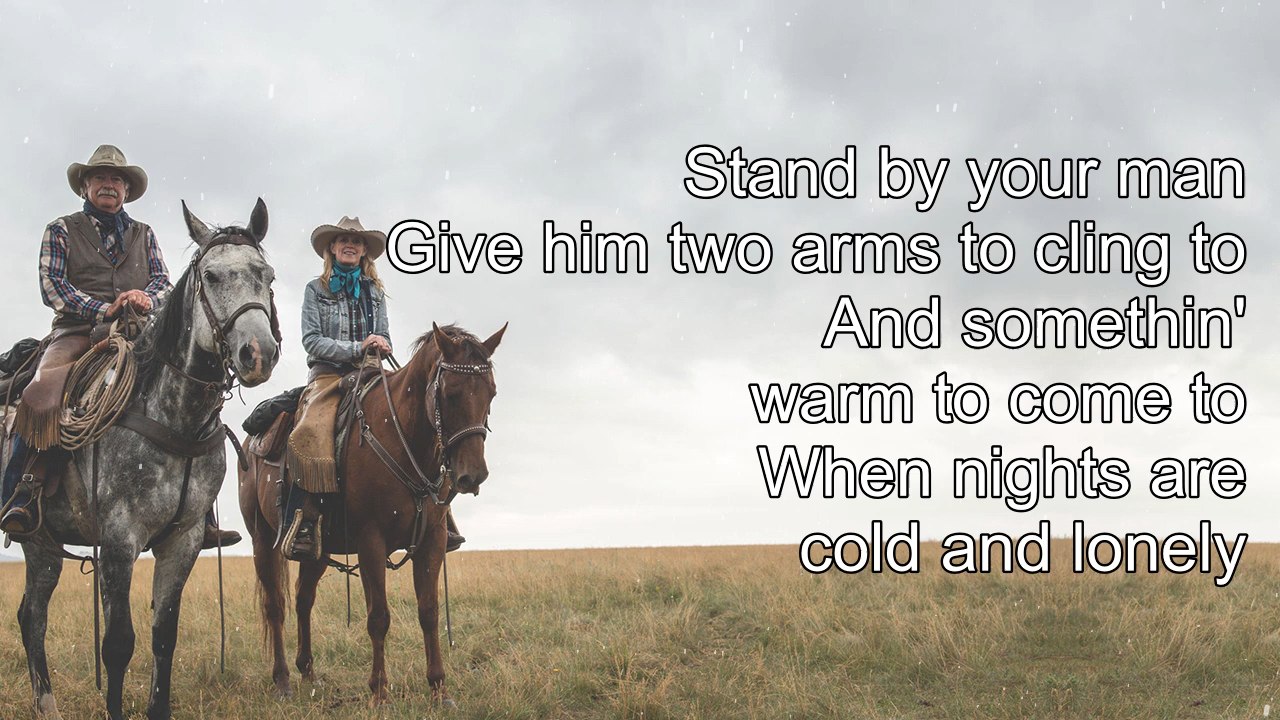 Stand by your man
Give him two arms to cling to
And somethin'
warm to come to
When nights are
cold and lonely